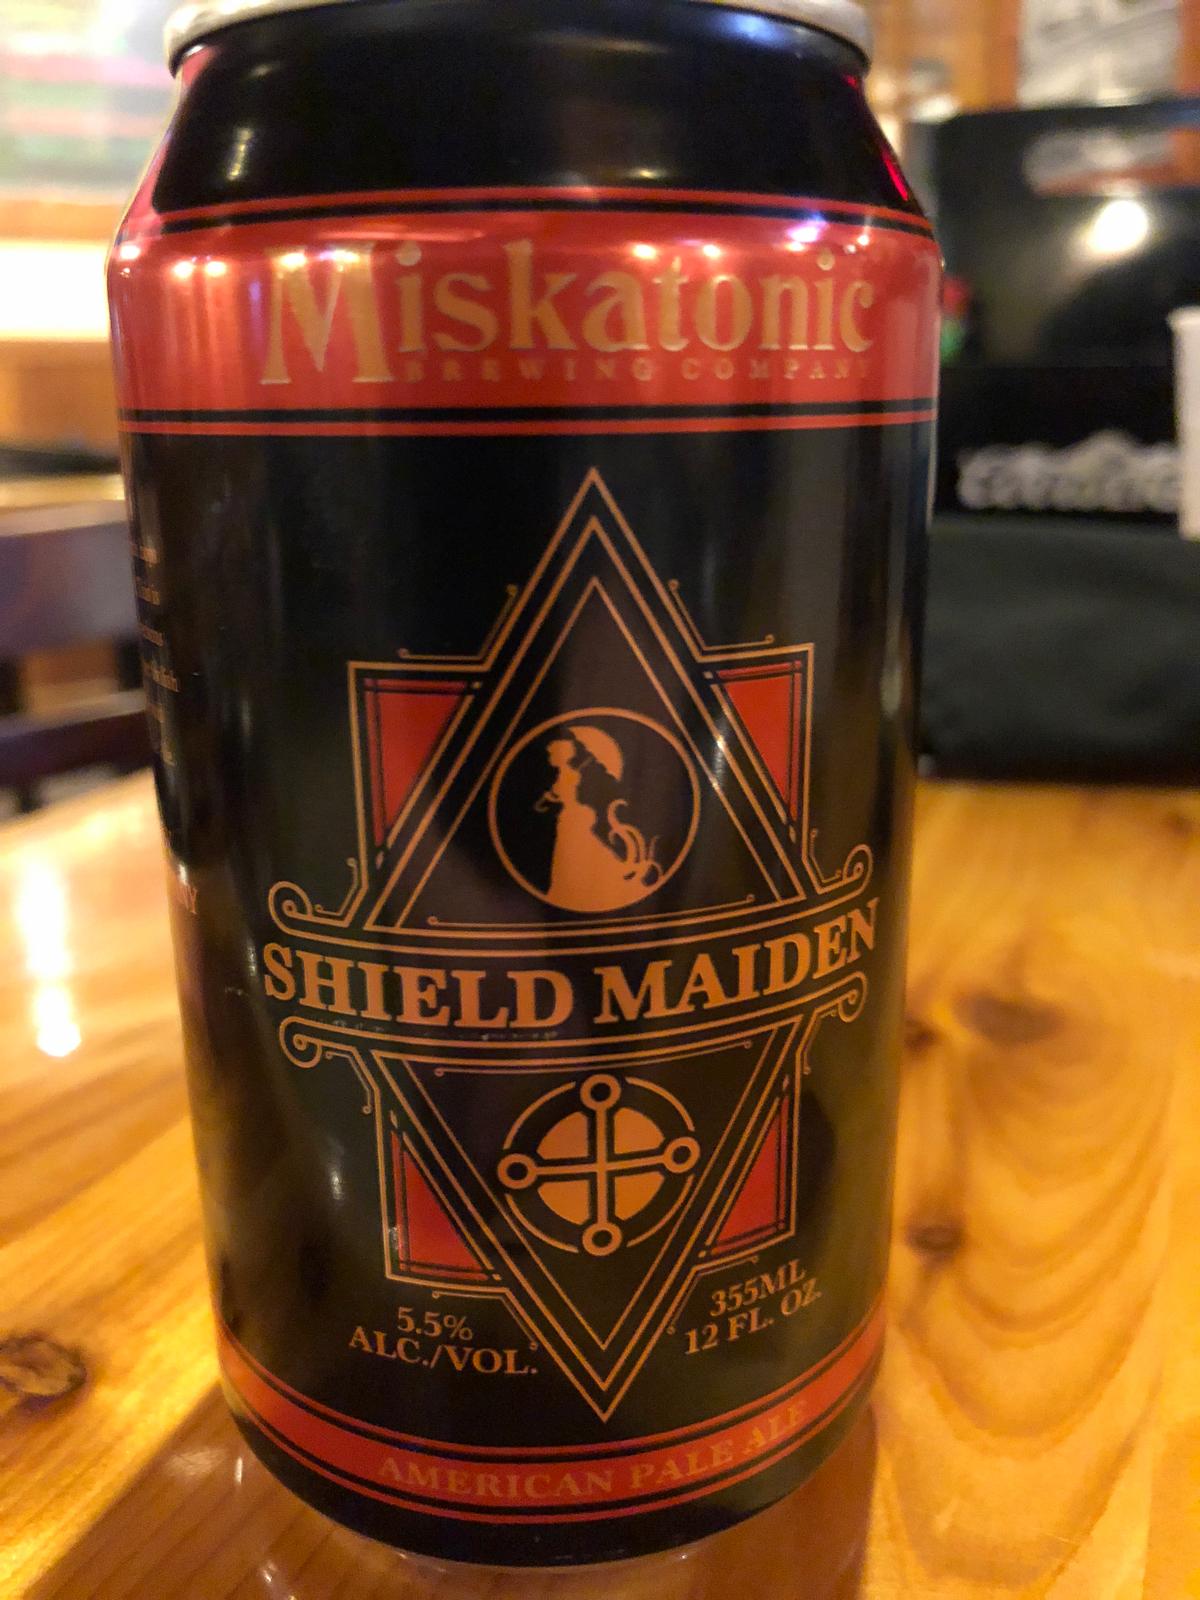 Miskatonic
BREWING COMPANY
SHIELD MAIDEN
5.5%
ALC./VOL.
355ML
12 FL. OZ.
AMERICAN PALE ALE